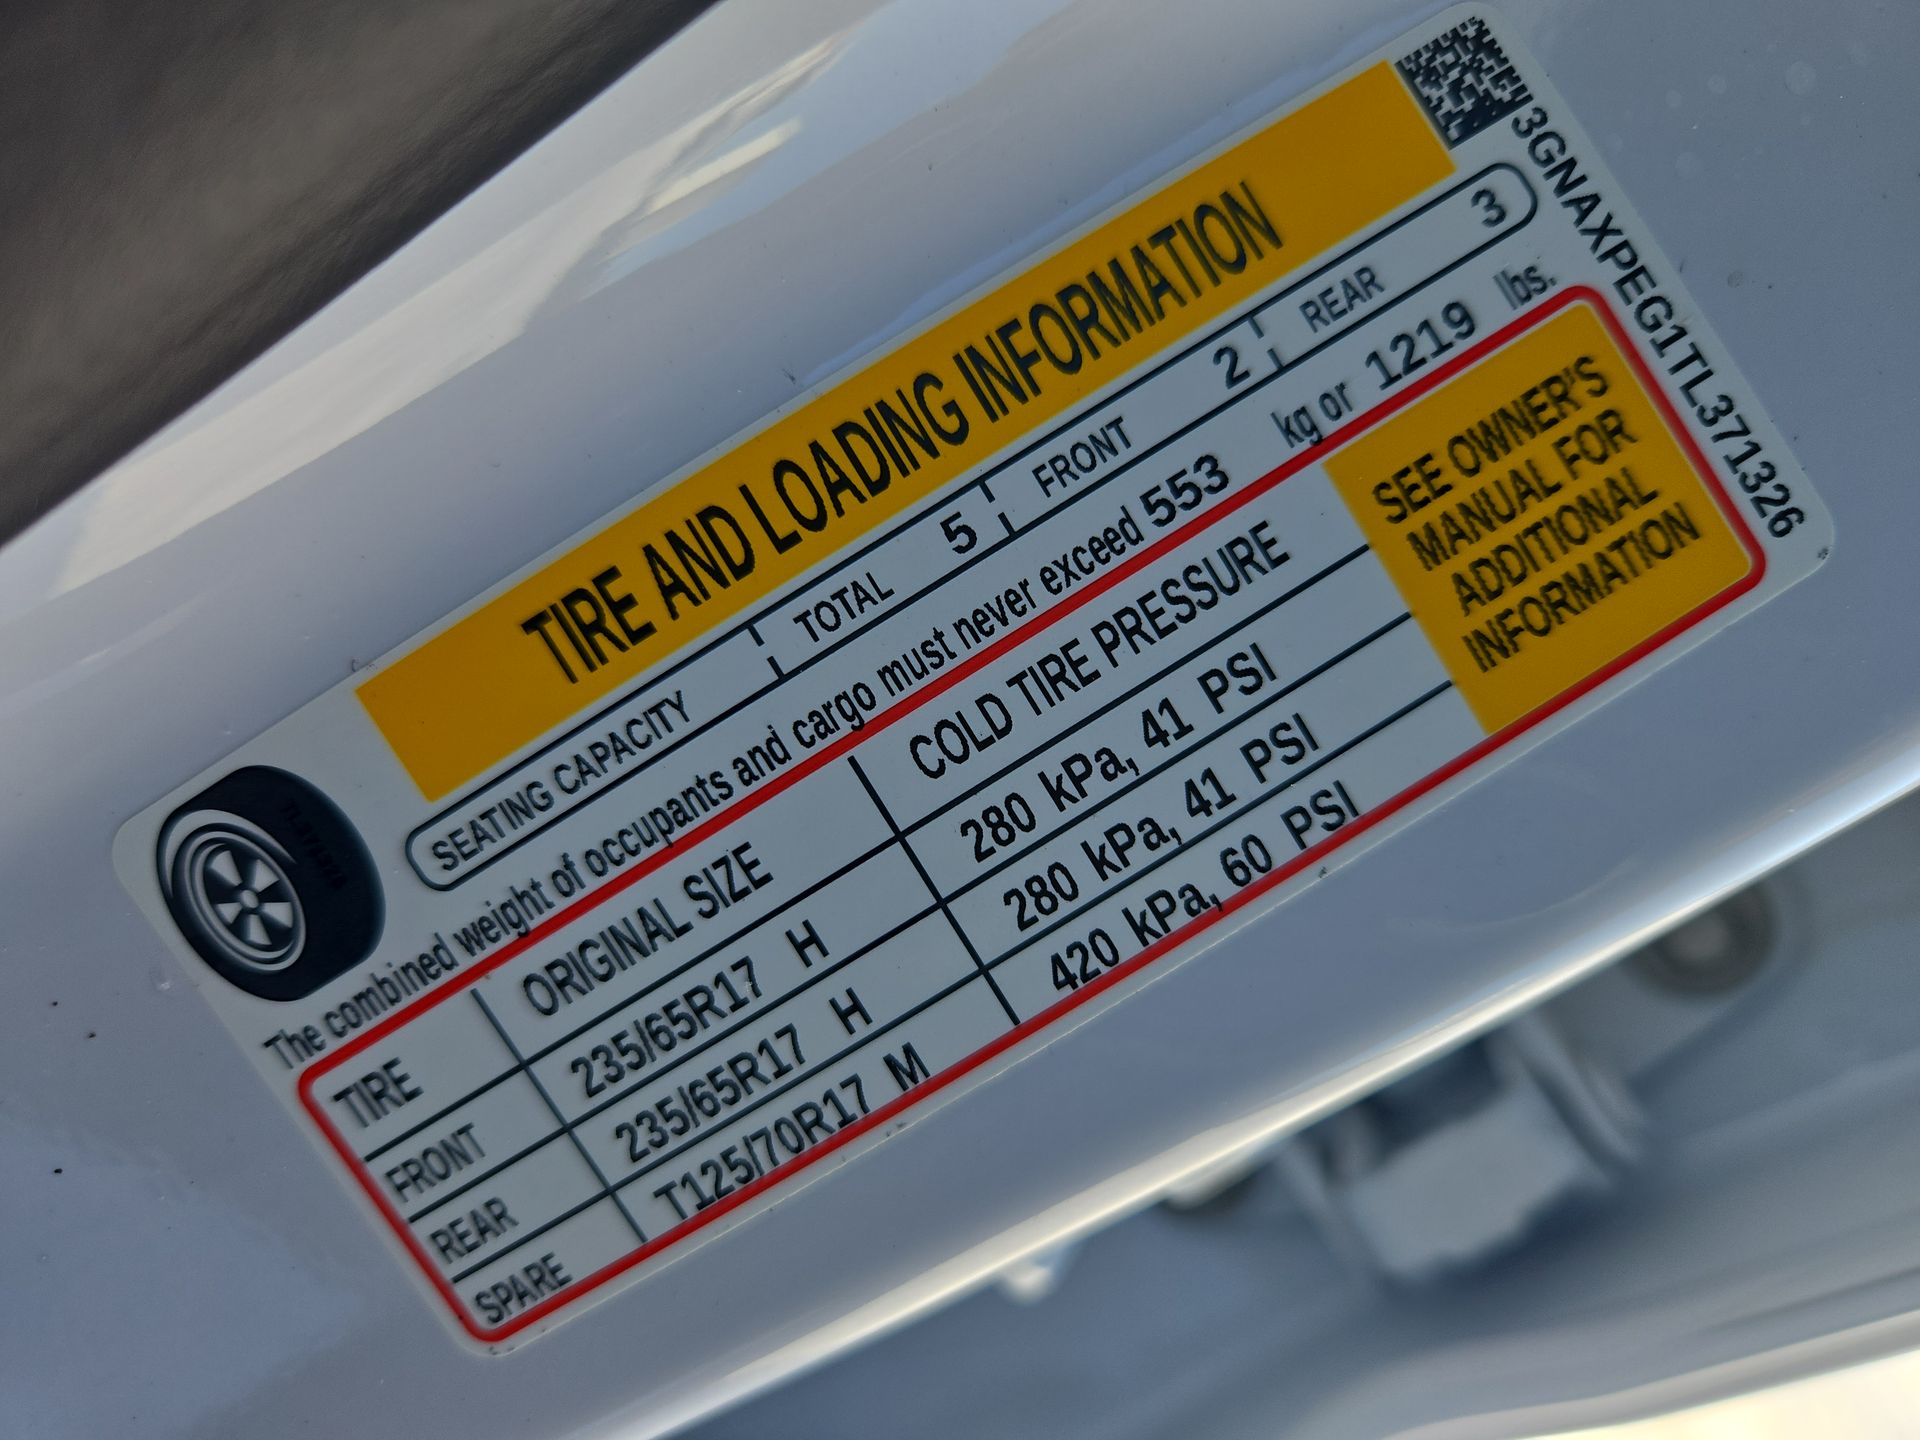 TIRE AND LOADING INFORMATION
SEATING CAPACITY TOTAL 5 FRONT 2 REAR 3
The combined weight of occupants and cargo must never exceed 553 kg or 1219 lbs.
TIRE ORIGINAL SIZE COLD TIRE PRESSURE
FRONT 235/65R17 H 280 kPa, 41 PSI
REAR 235/65R17 H 280 kPa, 41 PSI
SPARE T125/70R17 M 420 kPa, 60 PSI
SEE OWNER'S
MANUAL FOR
ADDITIONAL
INFORMATION
3GNAXPEG1TL371326